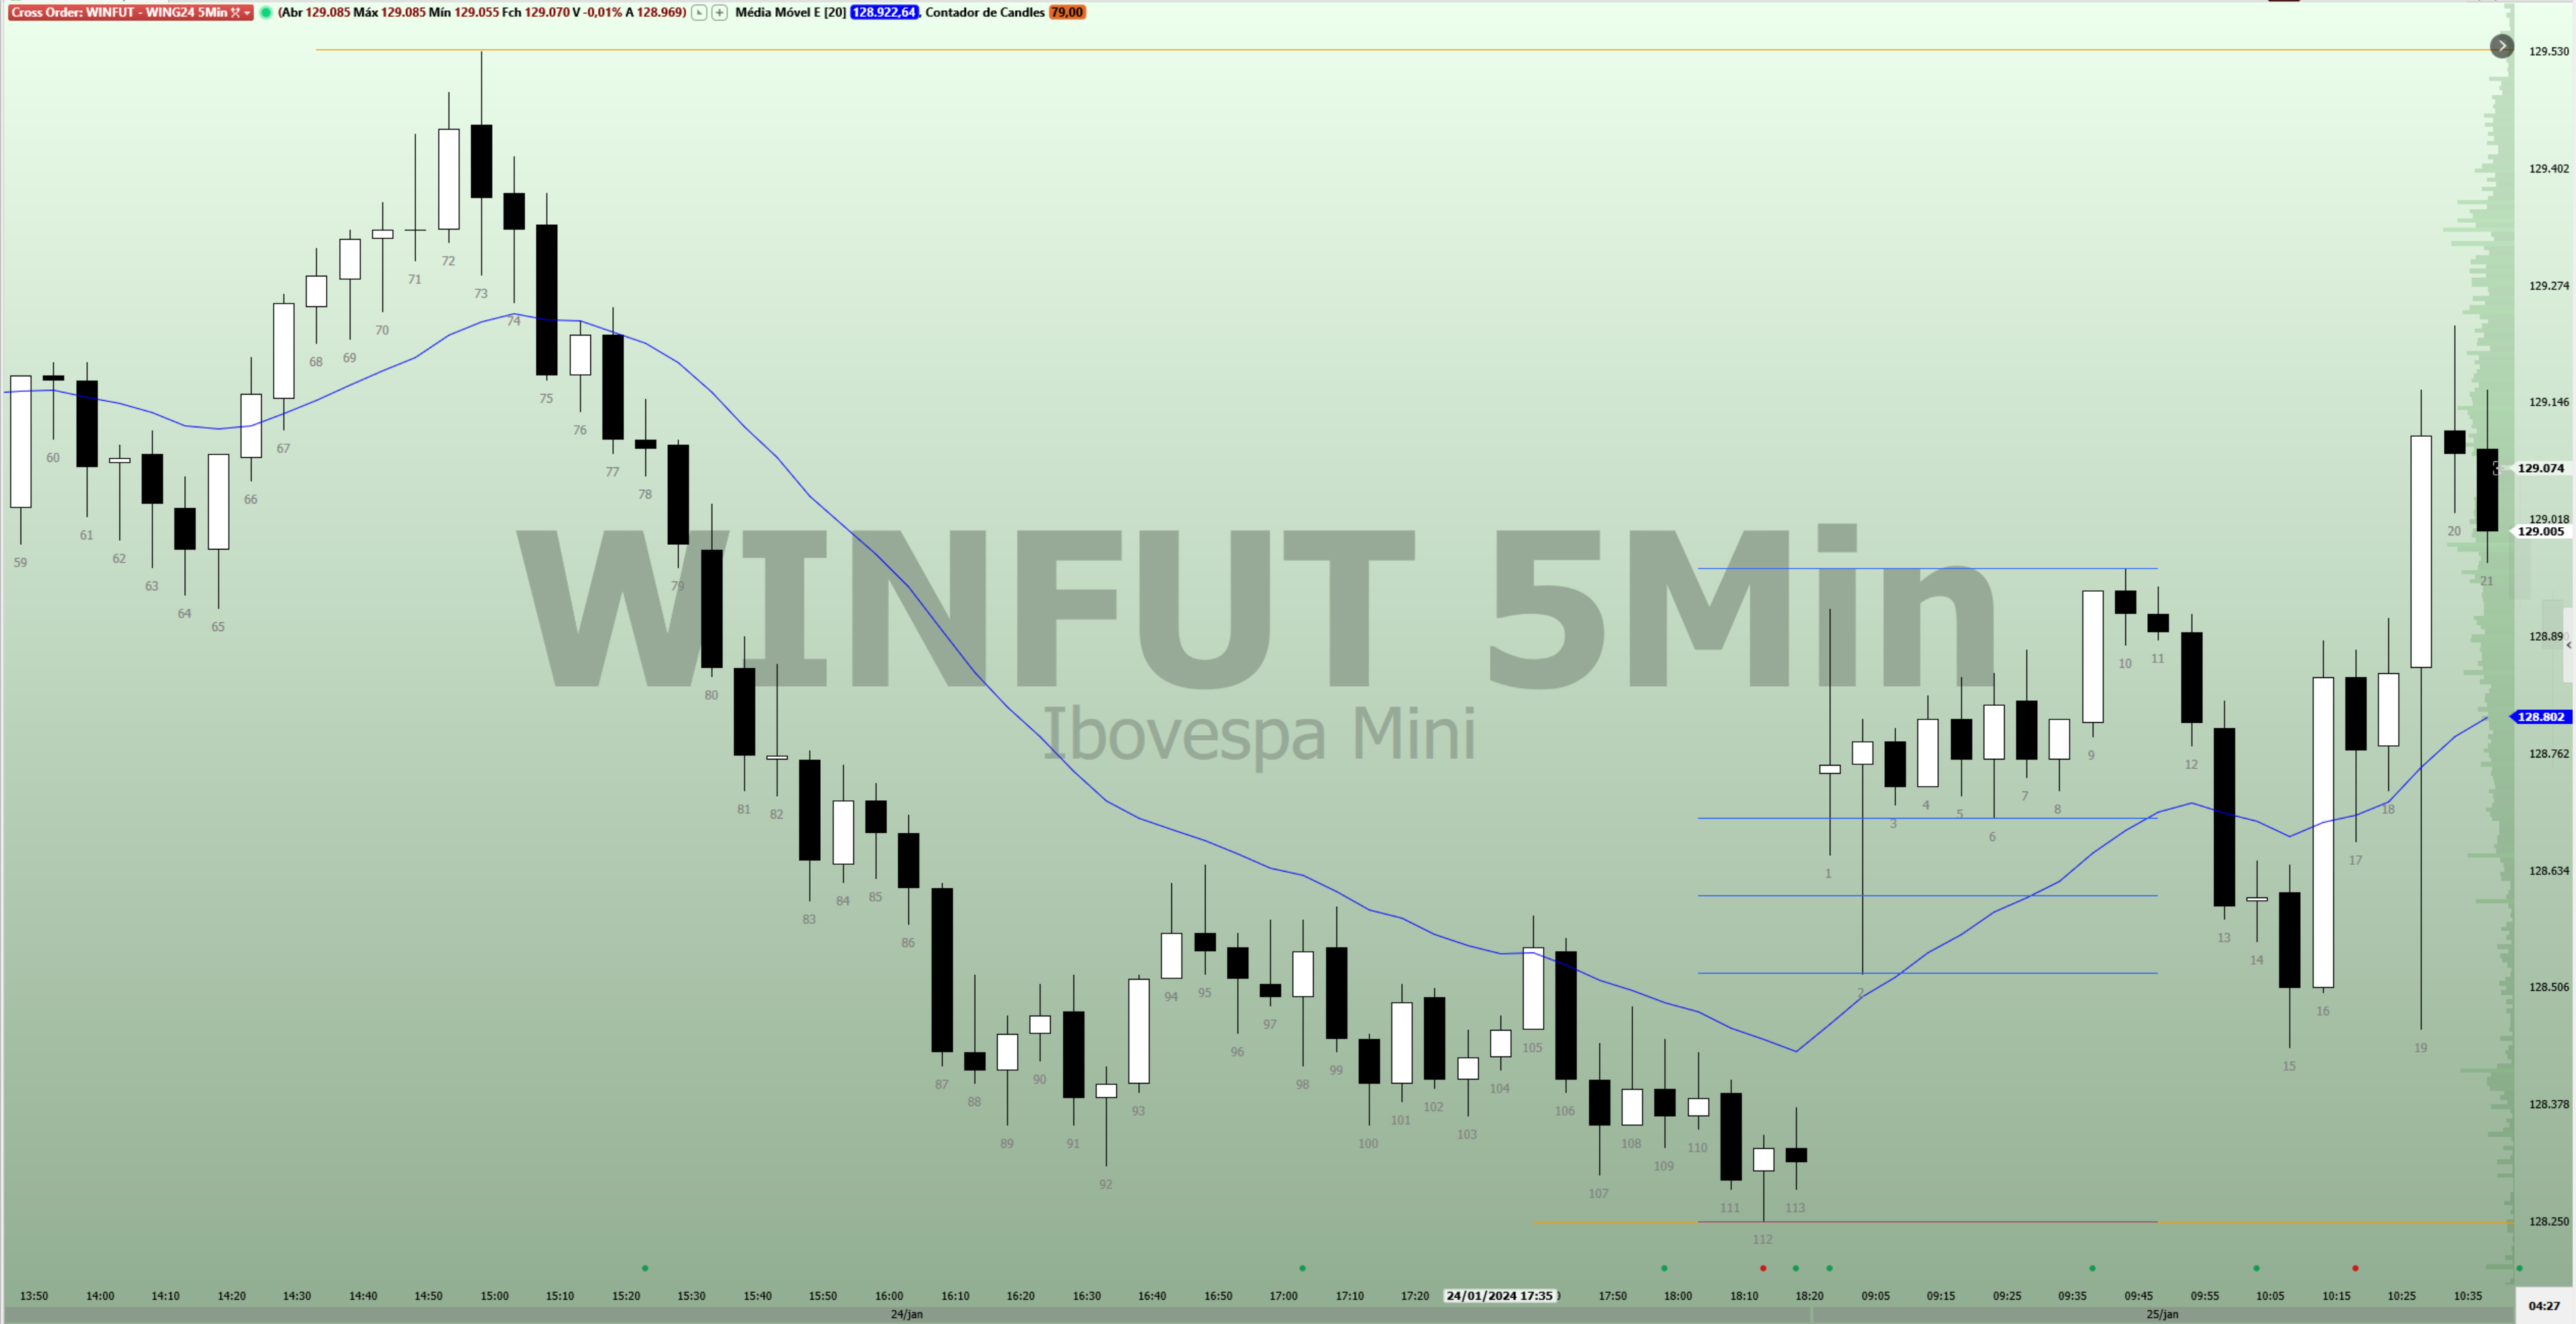 Cross Order: WINFUT - WING24 5Min (Abr 129.085 Máx 129.085 Mín 129.055 Fch 129.070 V -0,01% A 128.969) Média Móvel E [20] 128.922,64, Contador de Candles 79,00
129.530
129.402
129.274
129.146
129.074
129.018
129.005
128.890
128.802
128.762
128.634
128.506
128.378
128.250
WINFUT 5Min
Ibovespa Mini
59 60 61 62 63 64 65 66 67 68 69 70 71 72 73 74 75 76 77 78 79 80 81 82 83 84 85 86 87 88 89 90 91 92 93 94 95 96 97 98 99 100 101 102 103 104 105 106 107 108 109 110 111 112 113 1 2 3 4 5 6 7 8 9 10 11 12 13 14 15 16 17 18 19 20 21
13:50 14:00 14:10 14:20 14:30 14:40 14:50 15:00 15:10 15:20 15:30 15:40 15:50 16:00 16:10 16:20 16:30 16:40 16:50 17:00 17:10 17:20 24/01/2024 17:35 17:50 18:00 18:10 18:20 09:05 09:15 09:25 09:35 09:45 09:55 10:05 10:15 10:25 10:35
24/jan 25/jan
04:27